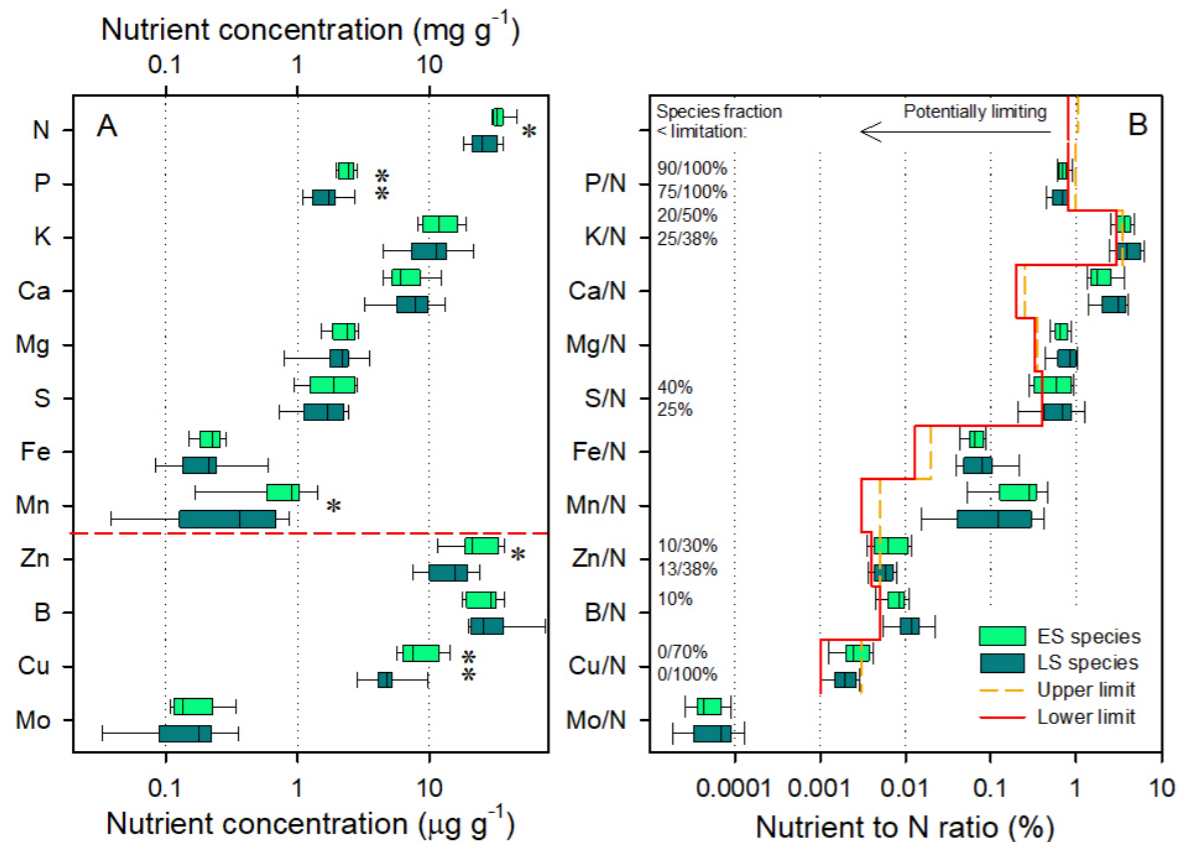 Nutrient concentration (mg g⁻¹)
0.1 1 10
A
N
*
P
*
*
K
Ca
Mg
S
Fe
Mn
*
Zn
*
B
Cu
*
*
Mo
0.1 1 10
Nutrient concentration (µg g⁻¹)
Species fraction
< limitation:
Potentially limiting
B
P/N
90/100%
75/100%
K/N
20/50%
25/38%
Ca/N
Mg/N
S/N
40%
25%
Fe/N
Mn/N
Zn/N
10/30%
13/38%
B/N
10%
Cu/N
0/70%
0/100%
Mo/N
ES species
LS species
Upper limit
Lower limit
0.0001 0.001 0.01 0.1 1 10
Nutrient to N ratio (%)